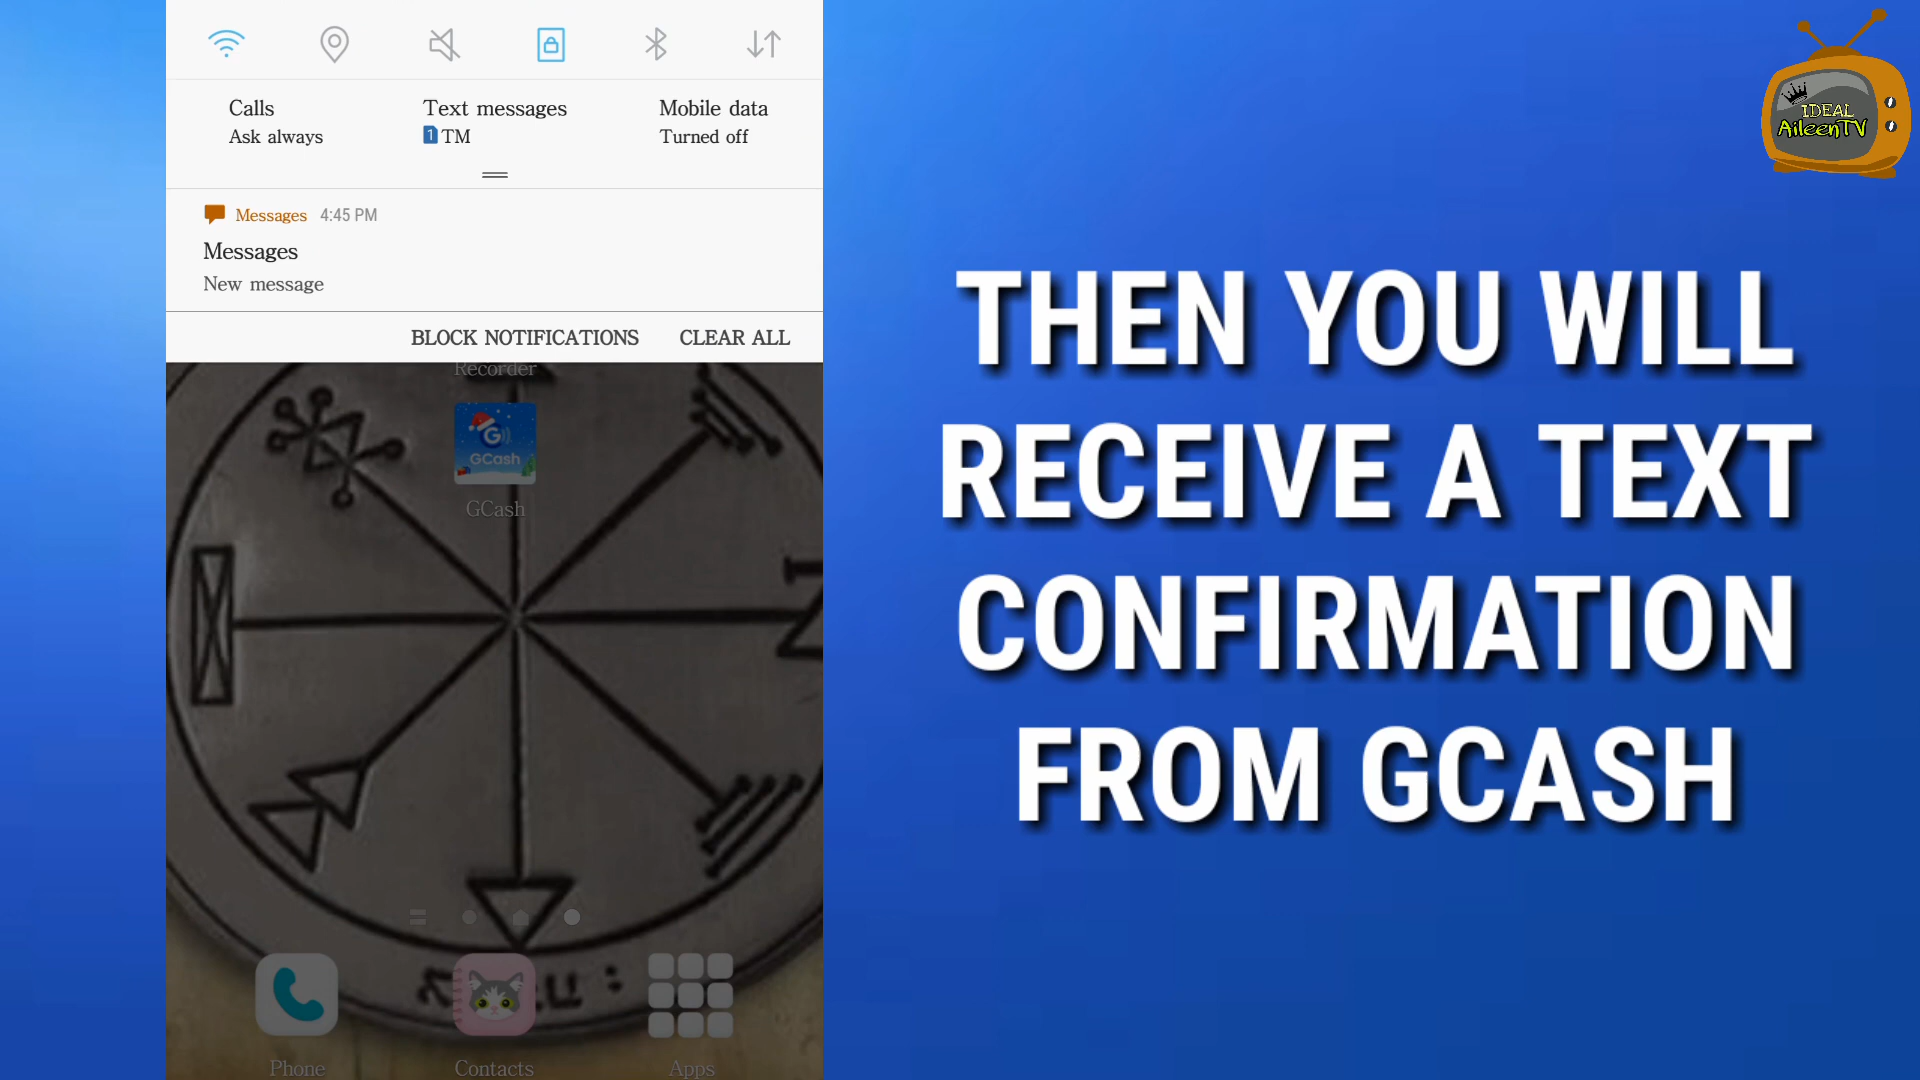 Calls
Text messages
Mobile data
Ask always
1 TM
Turned off
Messages 4:45 PM
Messages
New message
BLOCK NOTIFICATIONS
CLEAR ALL
Recorder
GCash
GCash
Phone
Contacts
Apps
THEN YOU WILL
RECEIVE A TEXT
CONFIRMATION
FROM GCASH
IDEAL
AileenTV